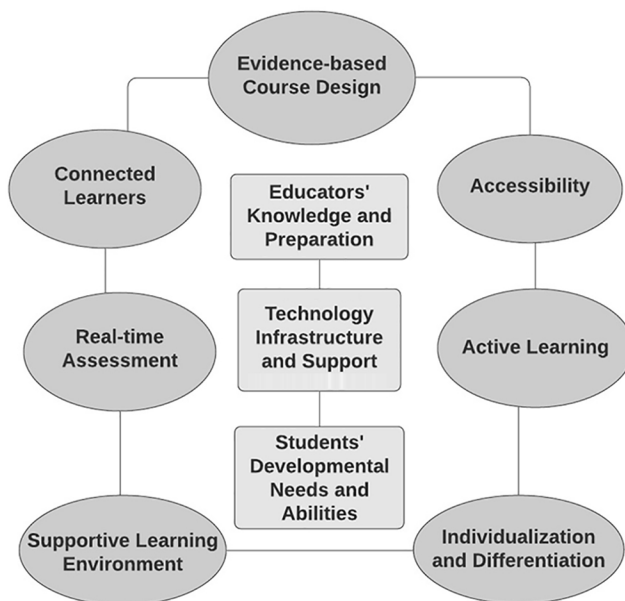 Evidence-based
Course Design
Connected
Learners
Accessibility
Educators'
Knowledge and
Preparation
Real-time
Assessment
Technology
Infrastructure
and Support
Active Learning
Students'
Developmental
Needs and
Abilities
Supportive Learning
Environment
Individualization
and Differentiation